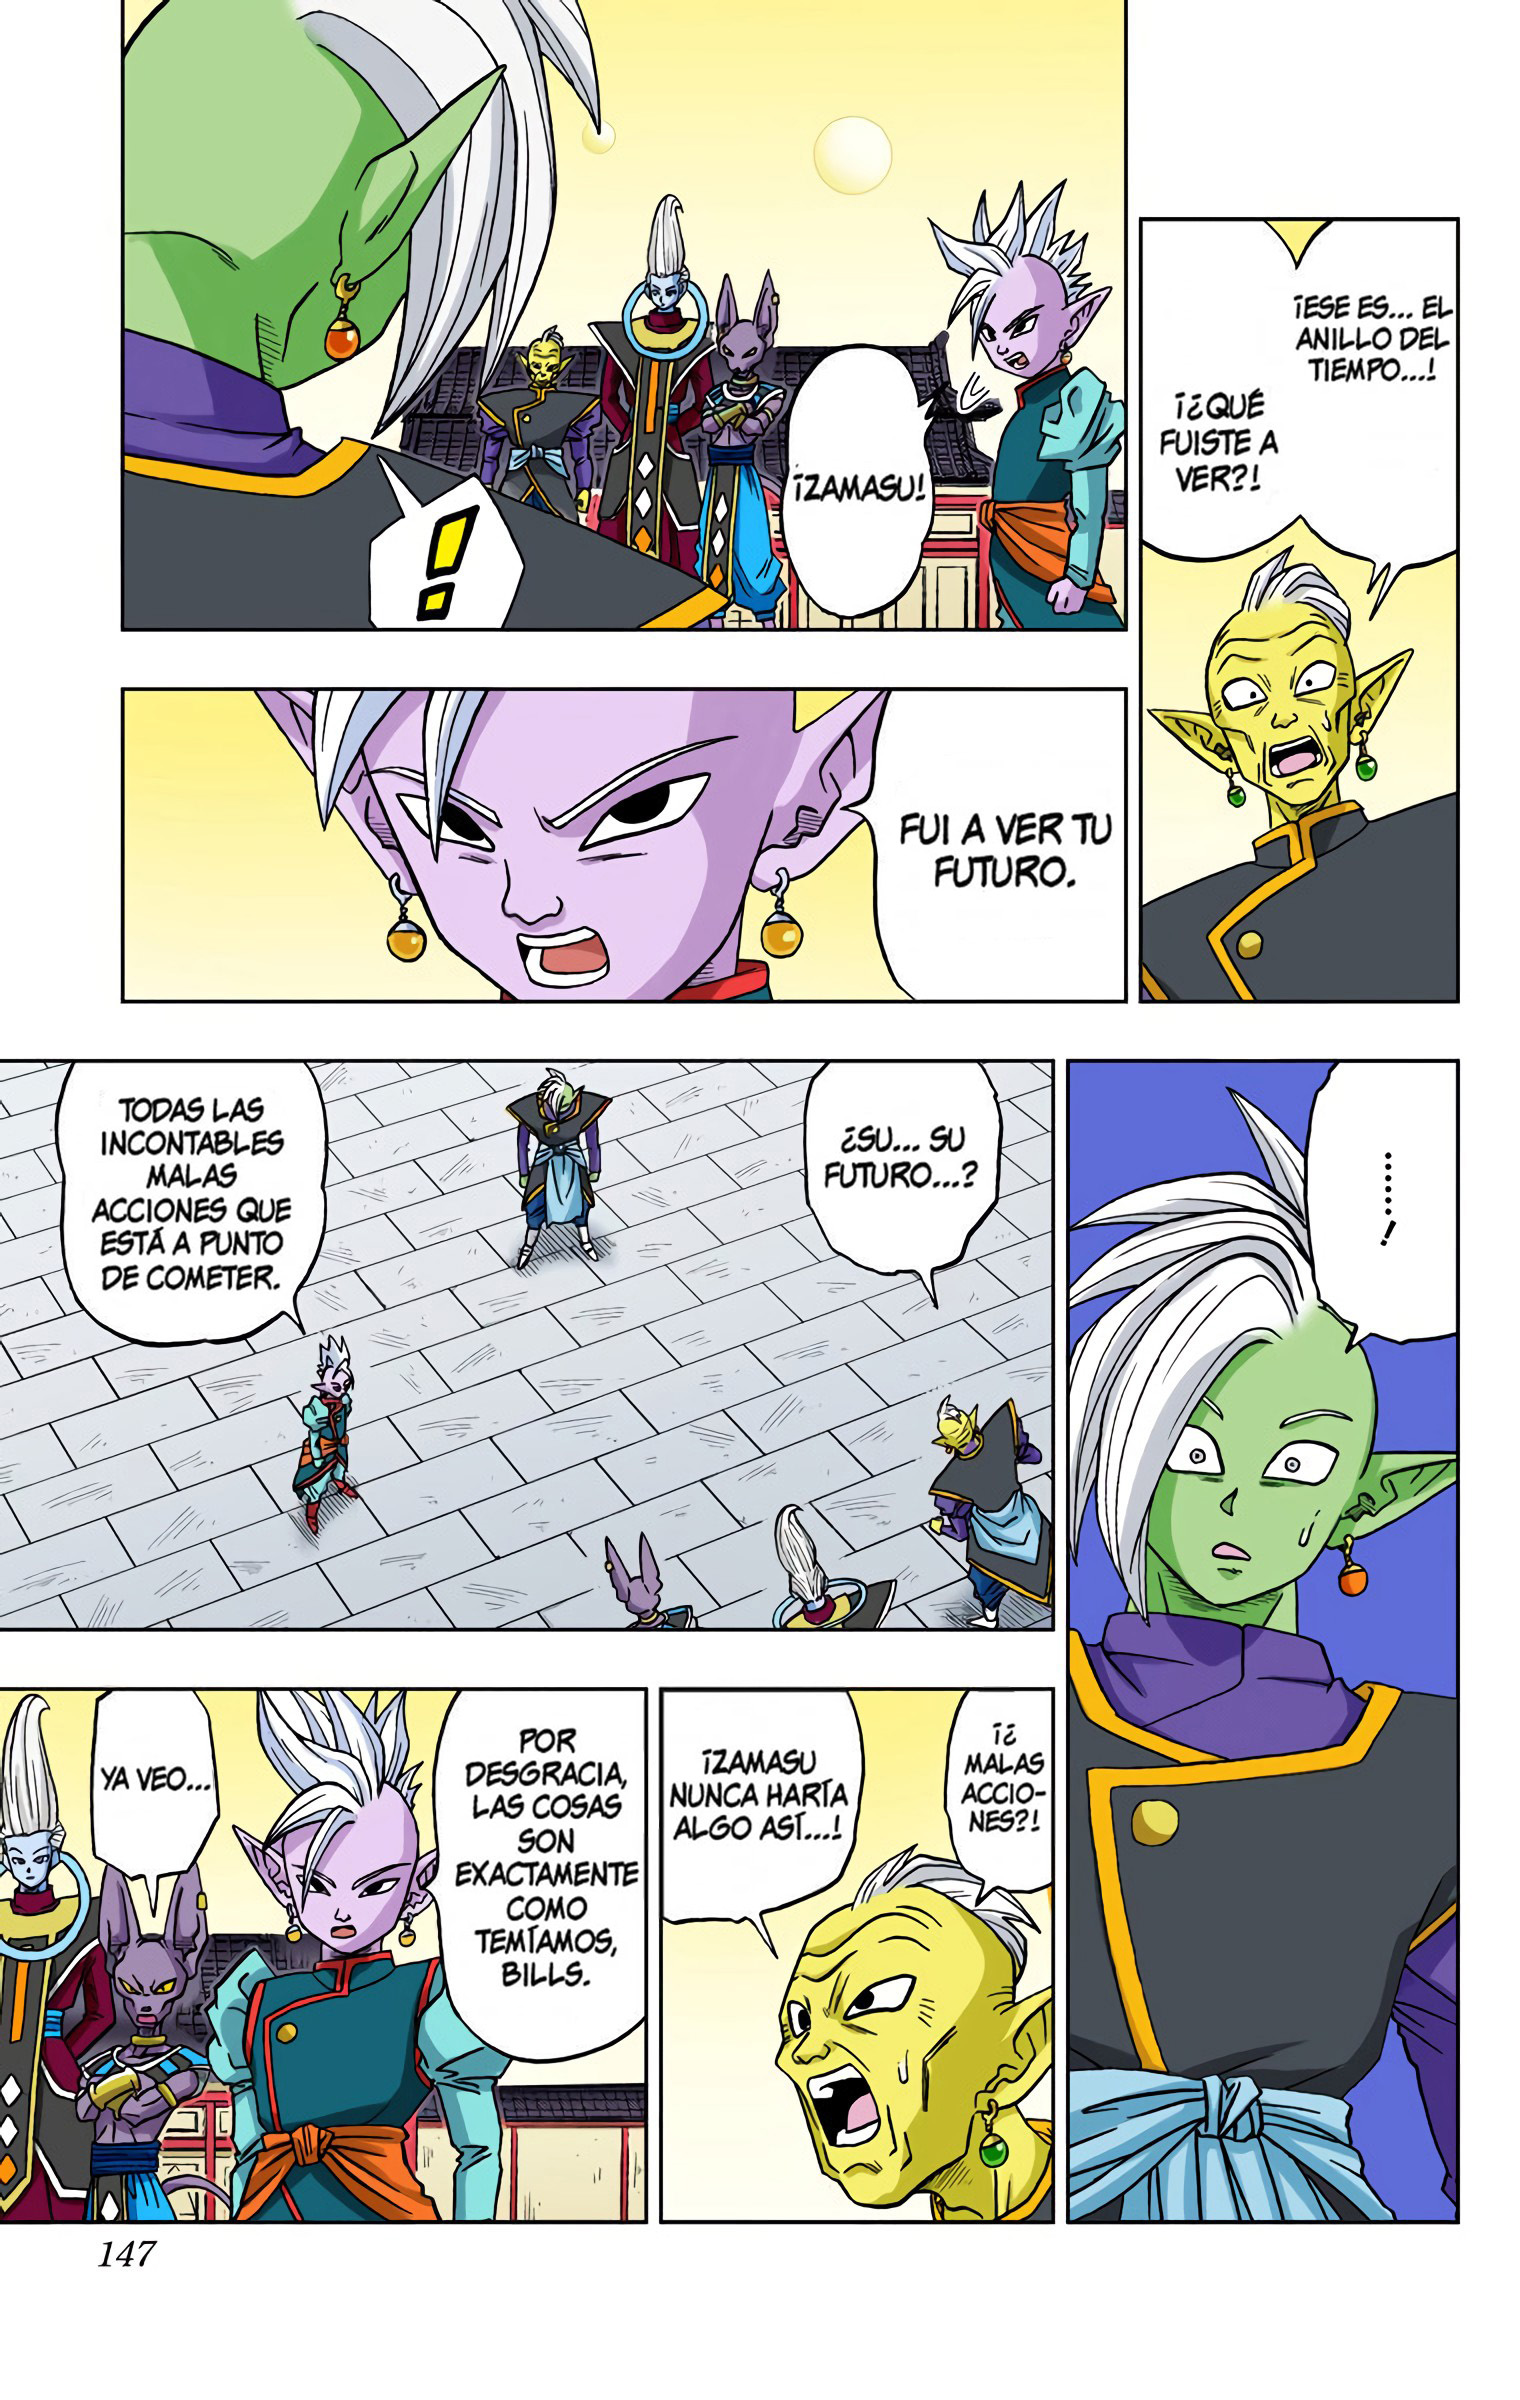 ¡ESE ES... EL
ANILLO DEL
TIEMPO...!
¡¿QUÉ
FUISTE A
VER?!
¡ZAMASU!
!
FUI A VER TU
FUTURO.
......!
¿SU... SU
FUTURO...?
TODAS LAS
INCONTABLES
MALAS
ACCIONES QUE
ESTÁ A PUNTO
DE COMETER.
¡¿
MALAS
ACCIO-
NES?!
¡ZAMASU
NUNCA HARÍA
ALGO ASÍ...!
POR
DESGRACIA,
LAS COSAS
SON
EXACTAMENTE
COMO
TEMÍAMOS,
BILLS.
YA VEO...
147